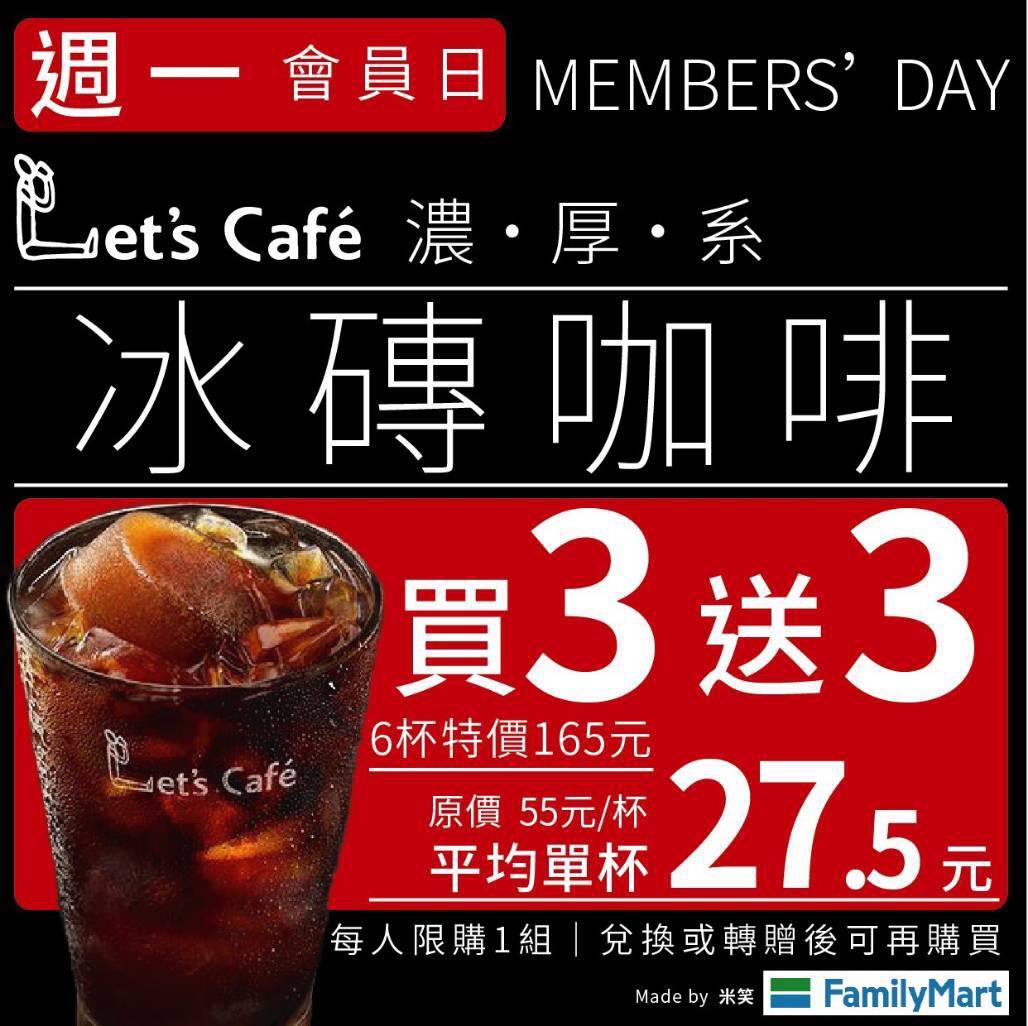 週一會員日 MEMBERS' DAY
Let's Café 濃・厚・系
冰磚咖啡
買3送3
6杯特價165元
原價 55元/杯
平均單杯 27.5元
Let's Café
每人限購1組｜兌換或轉贈後可再購買
Made by 米笑 FamilyMart